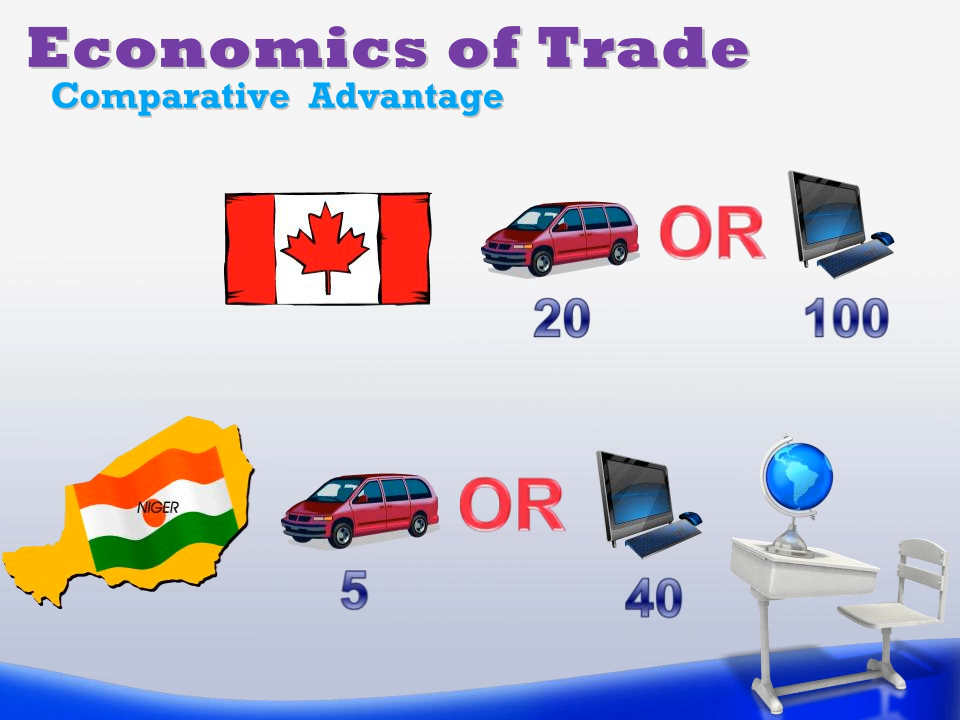 Economics of Trade
Comparative Advantage
OR
20 100
NIGER
OR
5 40